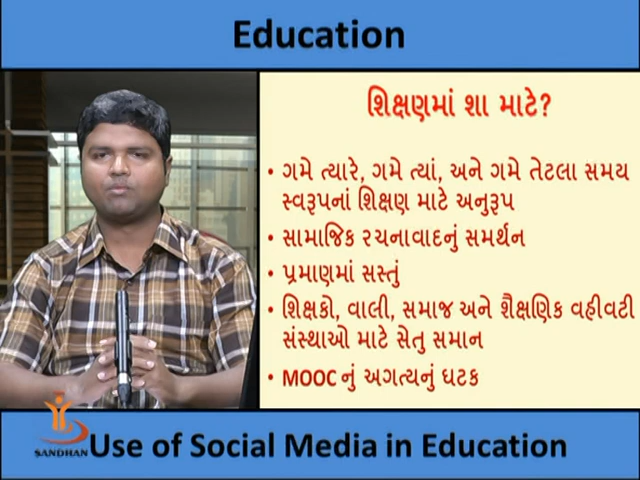 Education
શિક્ષણમાં શા માટે?
• ગમે ત્યારે, ગમે ત્યાં, અને ગમે તેટલા સમય
સ્વરૂપનાં શિક્ષણ માટે અનુરૂપ
• સામાજિક રચનાવાદનું સમર્થન
• પ્રમાણમાં સસ્તું
• શિક્ષકો, વાલી, સમાજ અને શૈક્ષણિક વહીવટી
સંસ્થાઓ માટે સેતુ સમાન
• MOOC નું અગત્યનું ઘટક
SANDHAN
Use of Social Media in Education